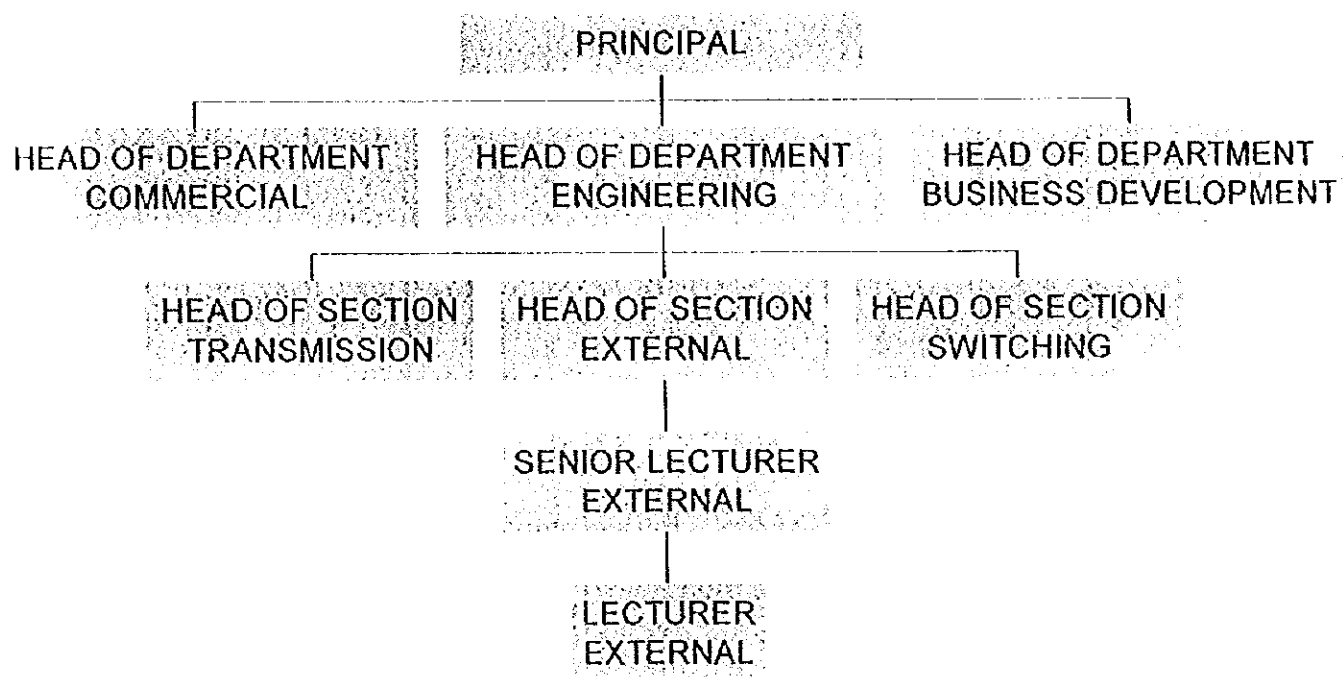 PRINCIPAL
HEAD OF DEPARTMENT
COMMERCIAL
HEAD OF DEPARTMENT
ENGINEERING
HEAD OF DEPARTMENT
BUSINESS DEVELOPMENT
HEAD OF SECTION
TRANSMISSION
HEAD OF SECTION
EXTERNAL
HEAD OF SECTION
SWITCHING
SENIOR LECTURER
EXTERNAL
LECTURER
EXTERNAL